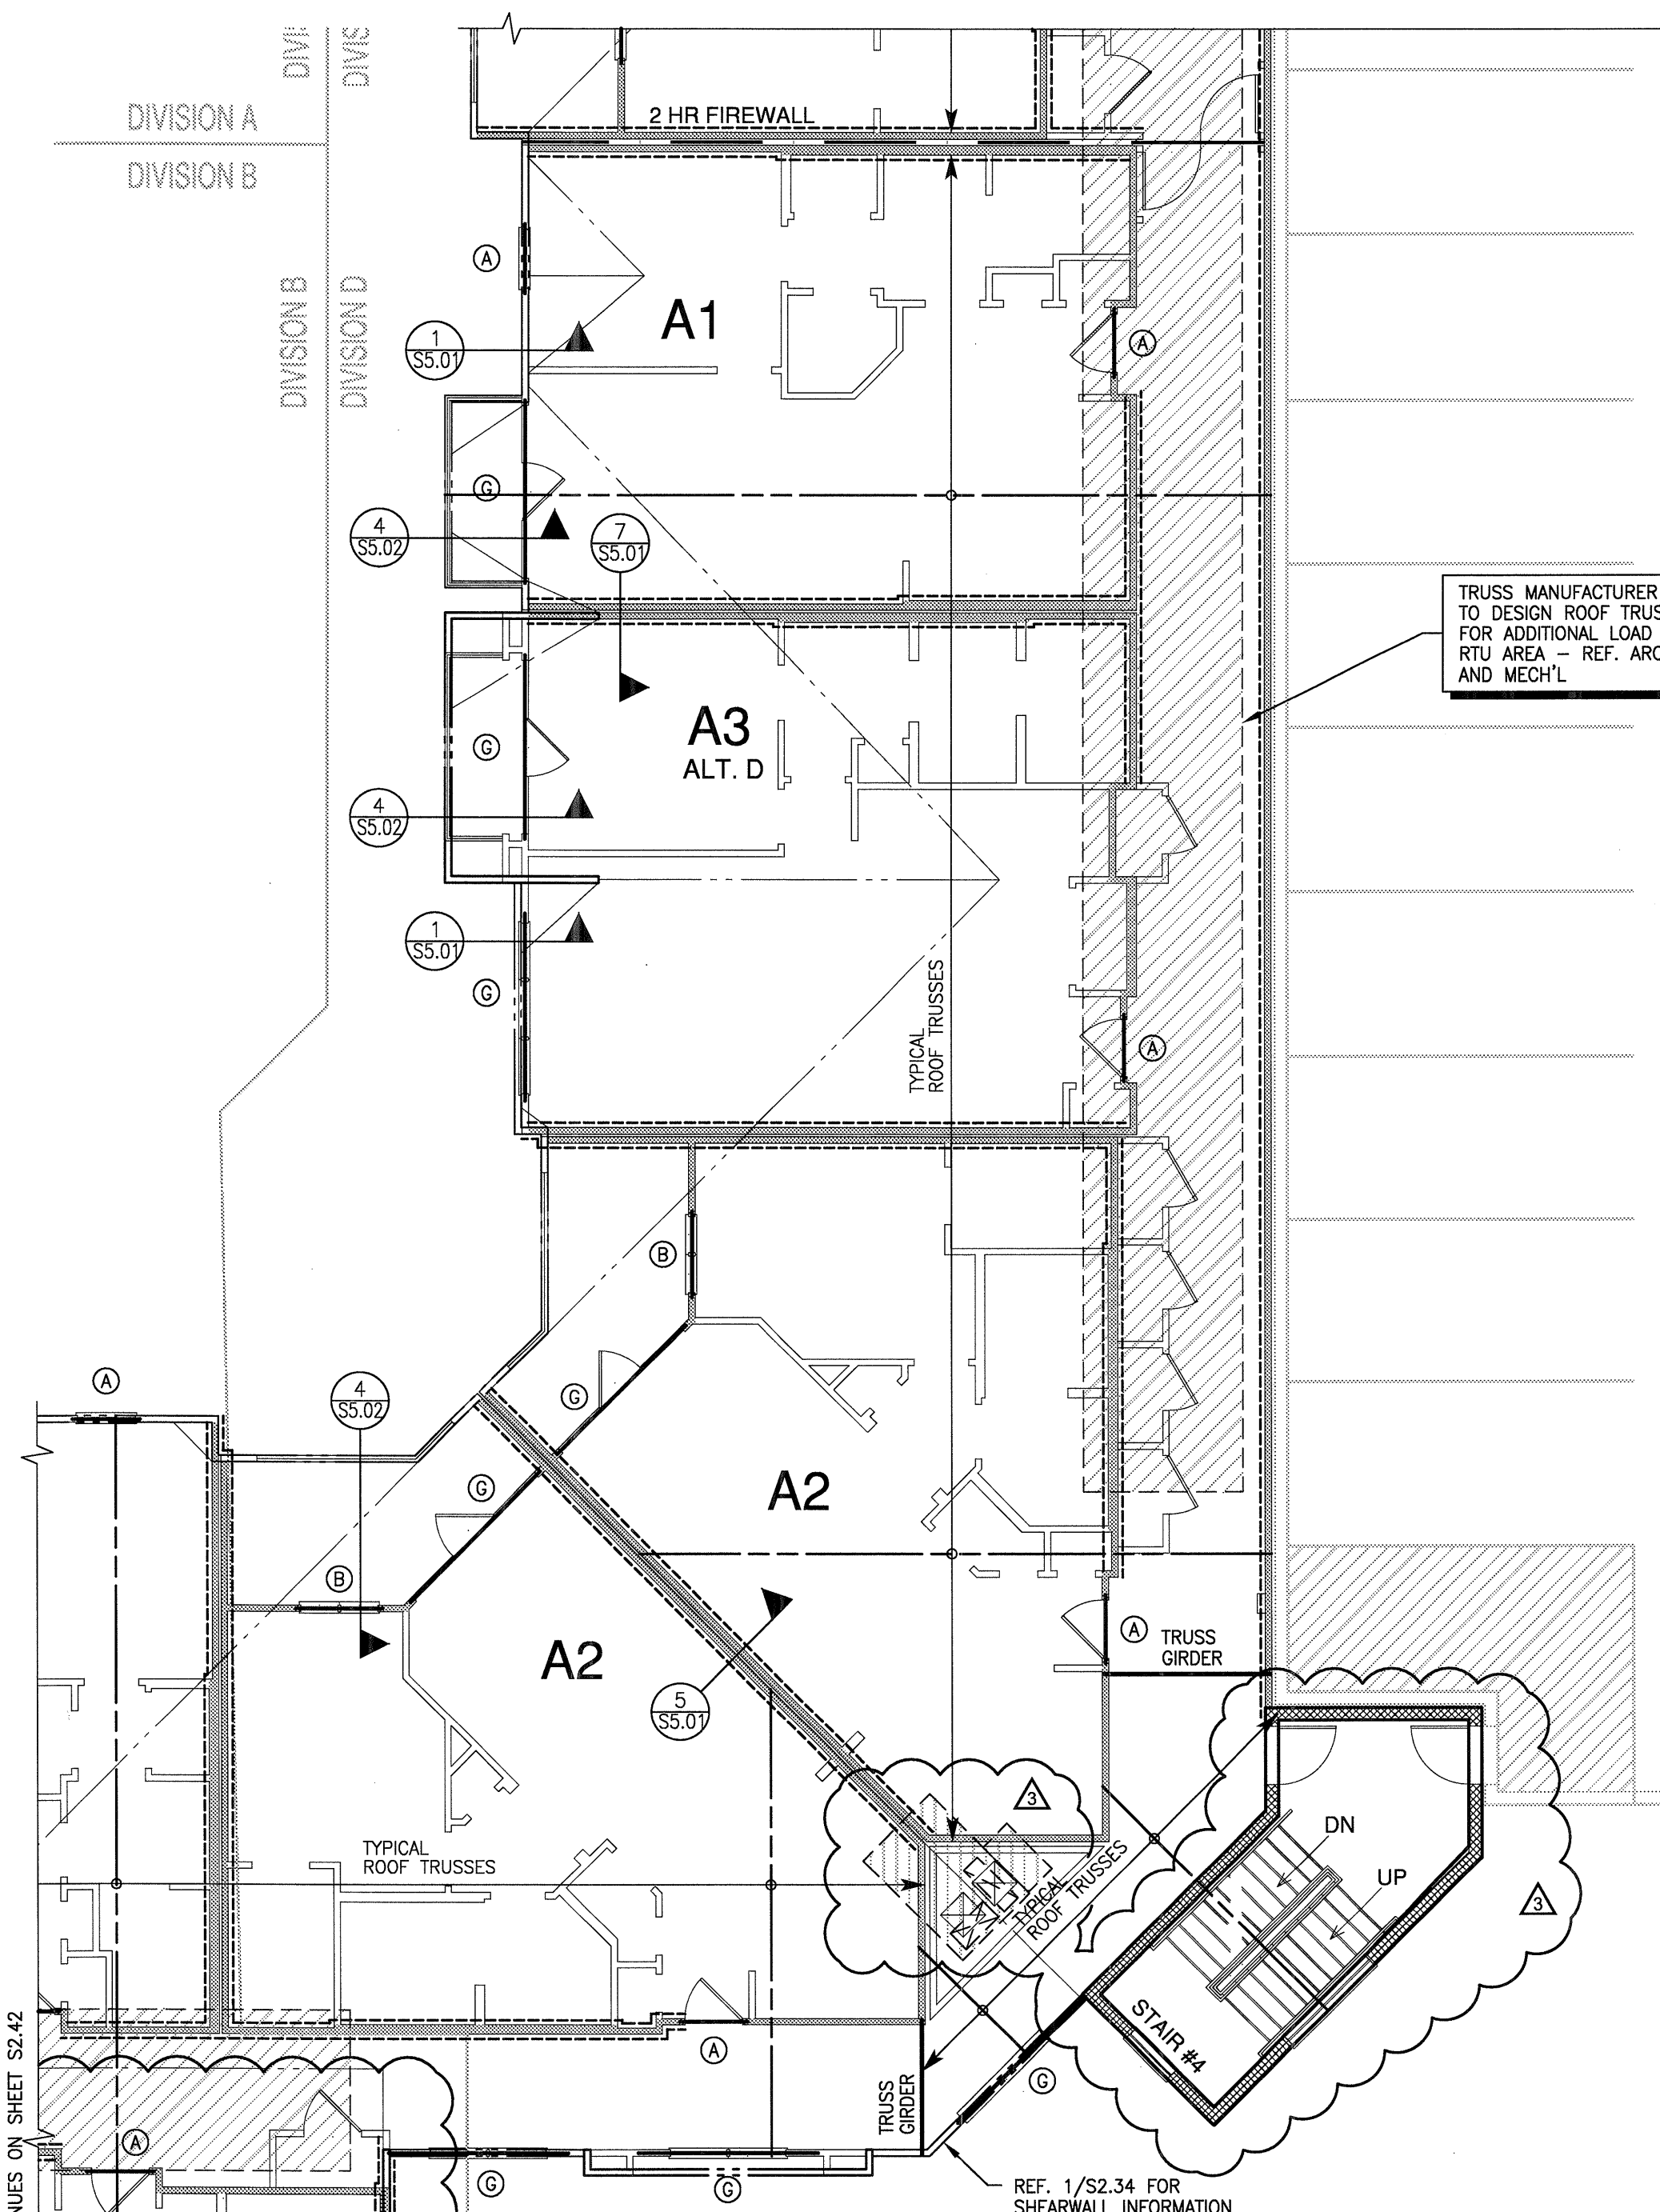 DIVISION A
DIVISION B
DIVISION B
DIVISION D
2 HR FIREWALL
A
A1
1
S5.01
A
G
4
S5.02
7
S5.01
TRUSS MANUFACTURER
TO DESIGN ROOF
FOR ADDITIONAL LOAD
RTU AREA – REF.
AND MECH'L
A3
ALT. D
G
4
S5.02
1
S5.01
G
TYPICAL
ROOF TRUSSES
A
B
A
4
S5.02
G
G
A2
B
A2
A
TRUSS
GIRDER
5
S5.01
3
DN
UP
TYPICAL
ROOF TRUSSES
TYPICAL
ROOF TRUSSES
3
STAIR #4
A
G
TRUSS
GIRDER
ON SHEET S2.42
A
G
G
REF. 1/S2.34 FOR
SHEARWALL INFORMATION